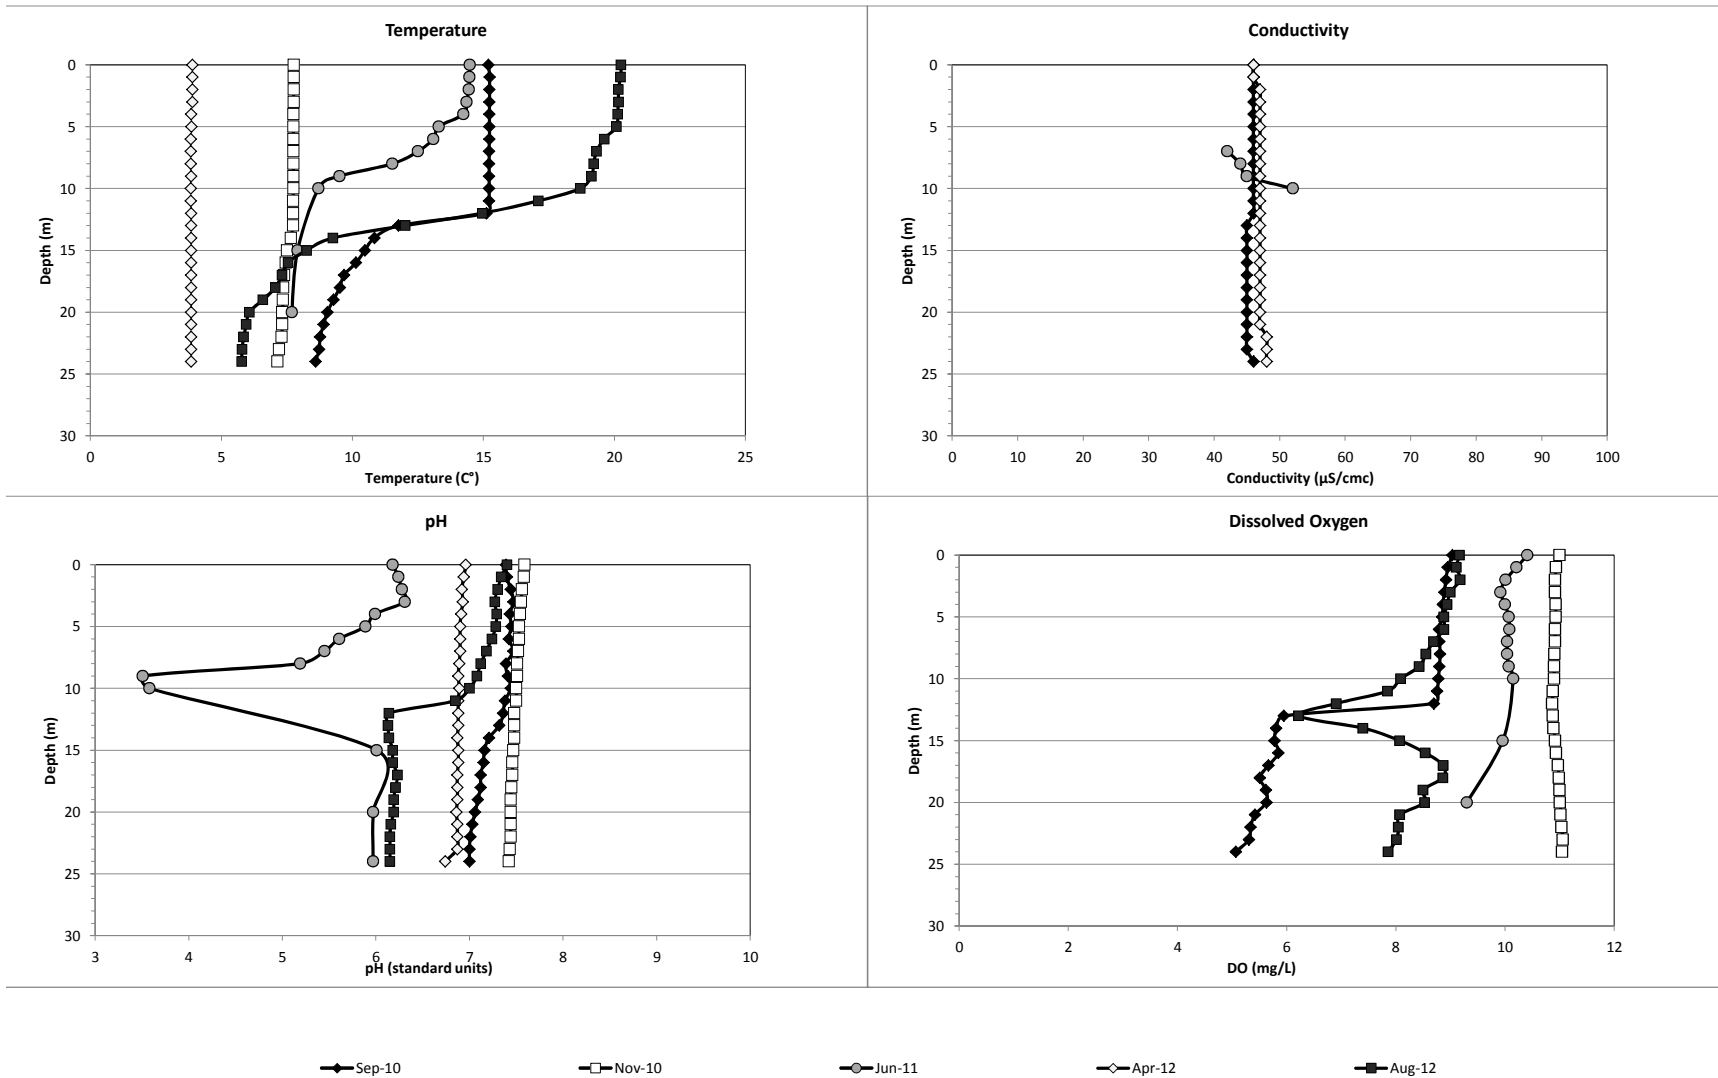 Temperature
0
5
10
15
20
25
30
Depth (m)
0 5 10 15 20 25
Temperature (C°)
Conductivity
0
5
10
15
20
25
30
Depth (m)
0 10 20 30 40 50 60 70 80 90 100
Conductivity (µS/cmc)
pH
0
5
10
15
20
25
30
Depth (m)
3 4 5 6 7 8 9 10
pH (standard units)
Dissolved Oxygen
0
5
10
15
20
25
30
Depth (m)
0 2 4 6 8 10 12
DO (mg/L)
Sep-10 Nov-10 Jun-11 Apr-12 Aug-12